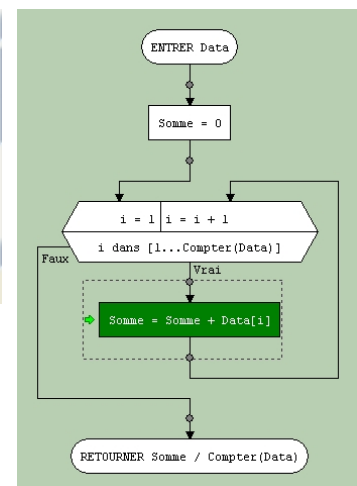 ENTRER Data
Somme = 0
i = 1 i = i + 1
i dans [1...Compter(Data)]
Faux
Vrai
Somme = Somme + Data[i]
RETOURNER Somme / Compter(Data)